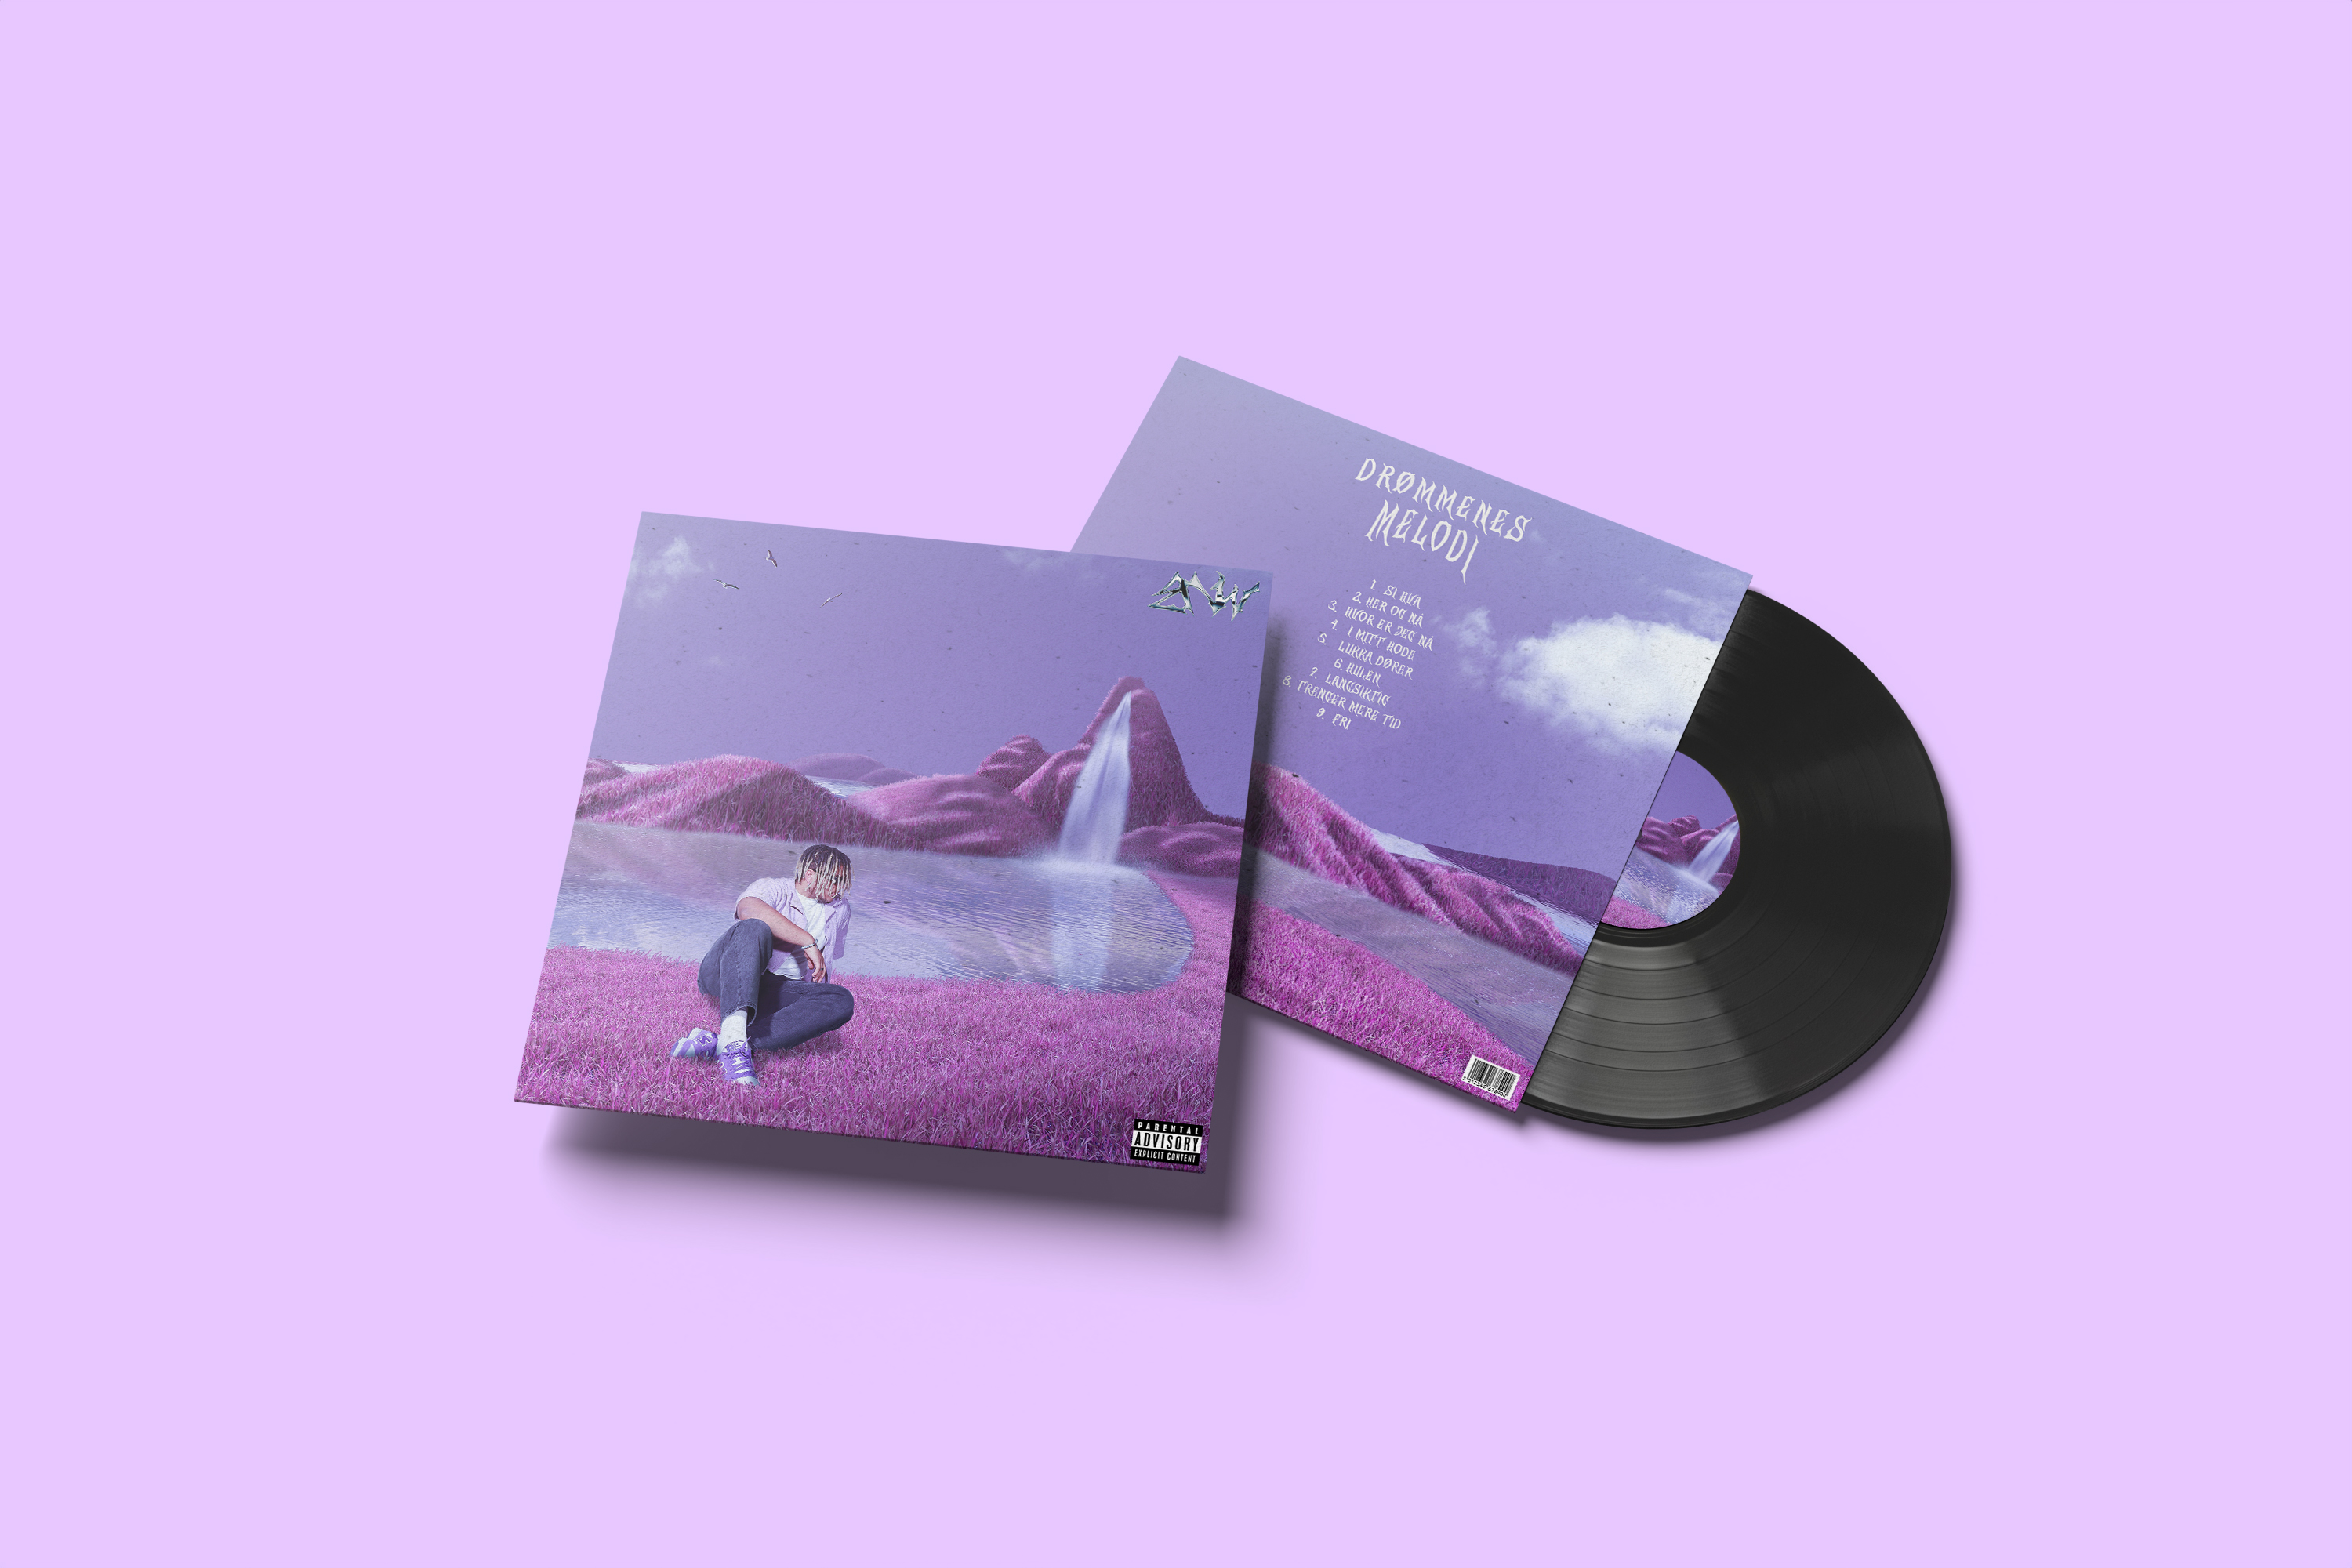 PARENTAL
ADVISORY
EXPLICIT CONTENT
DRØMMENES
MELODI
1. SI HVA
2. HER OG NÅ
3. HVOR ER JEG NÅ
4. I MITT HODE
5. LUKKA DØRER
6. HULEN
7. LANGSIKTIG
8. TRENGER MERE TID
9. FRI